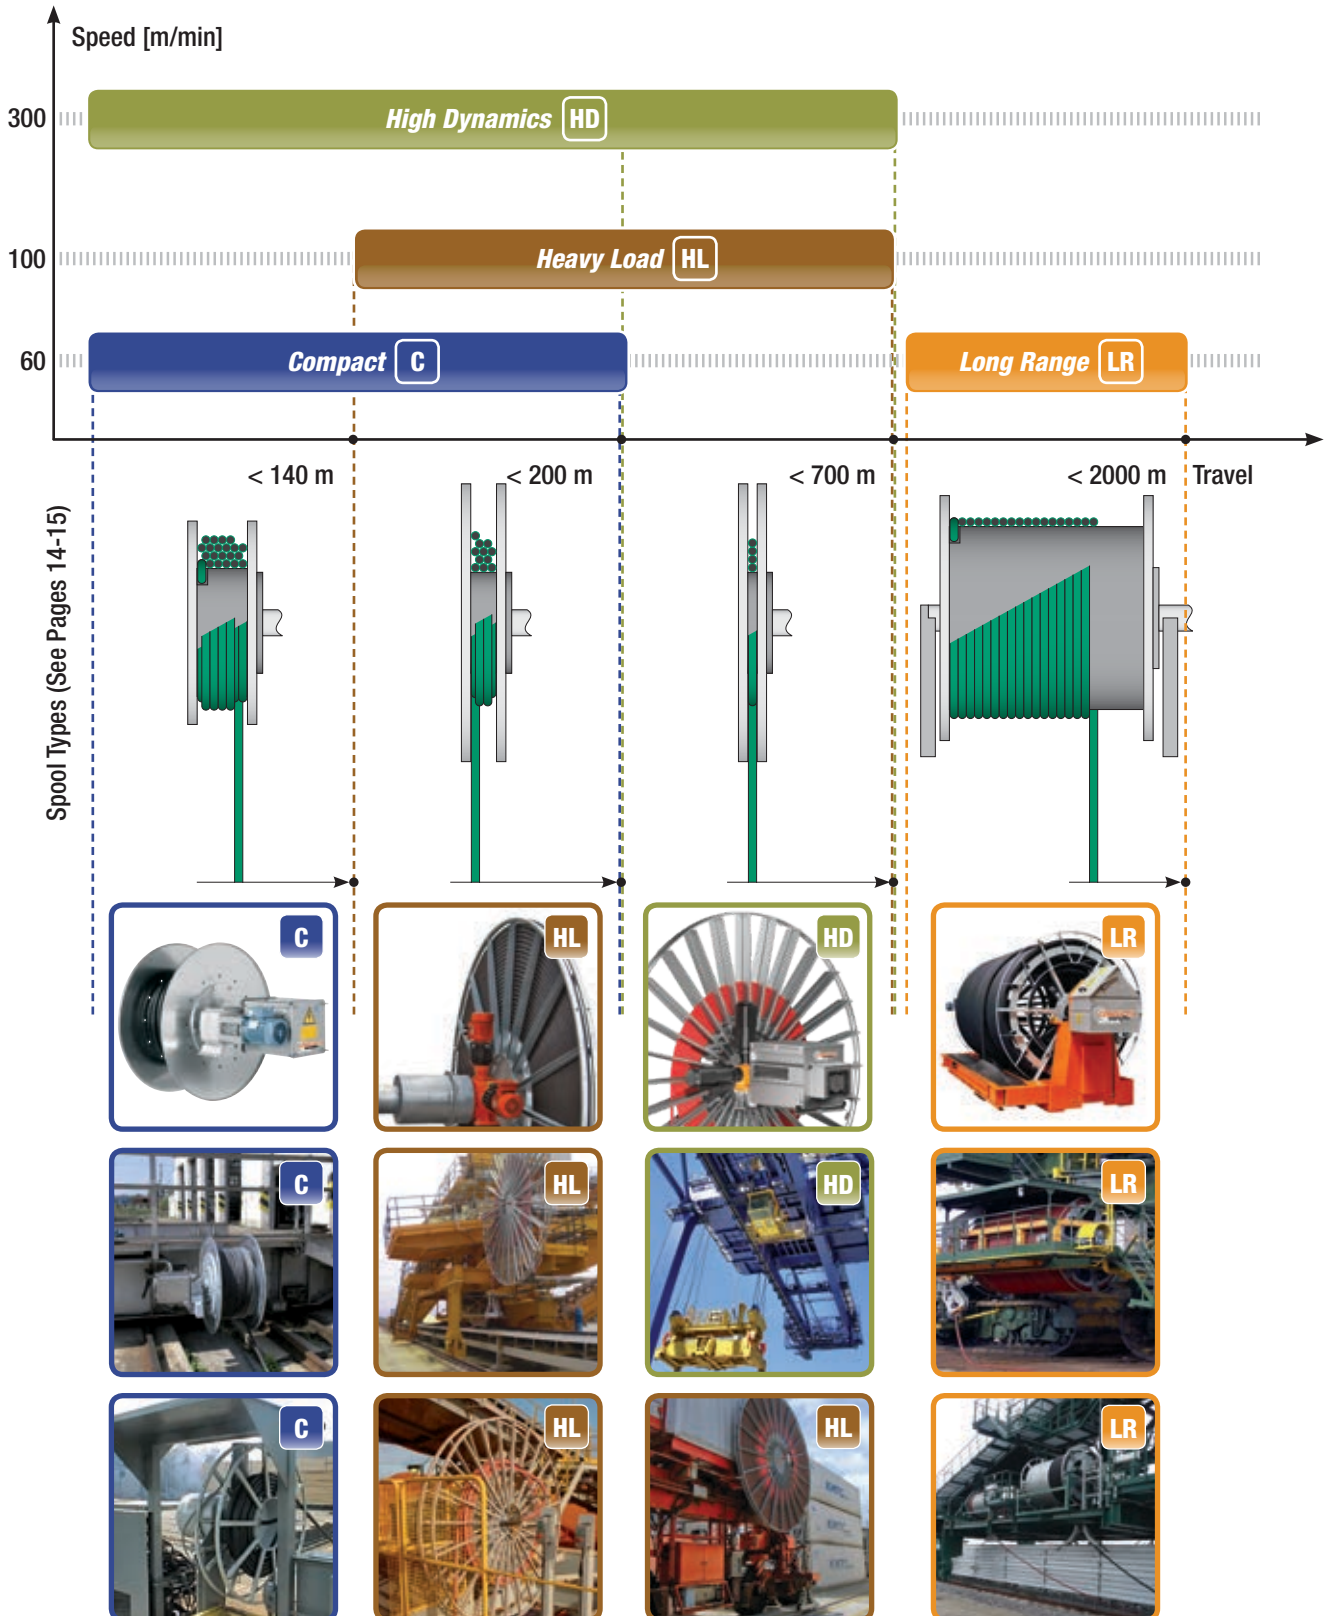 Speed [m/min]
300
High Dynamics HD
100
Heavy Load HL
60
Compact C
Long Range LR
< 140 m
< 200 m
< 700 m
< 2000 m
Travel
Spool Types (See Pages 14-15)
C
HL
HD
LR
C
HL
HD
LR
C
HL
HL
LR